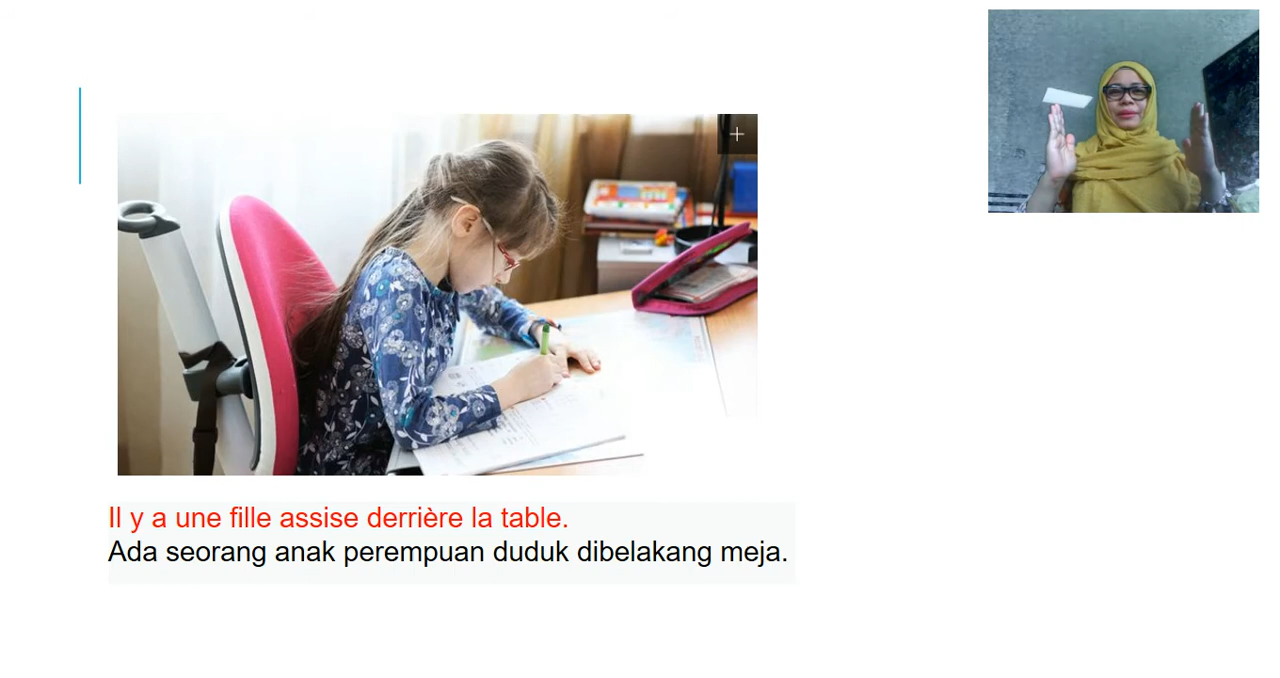 Il y a une fille assise derrière la table.
Ada seorang anak perempuan duduk dibelakang meja.